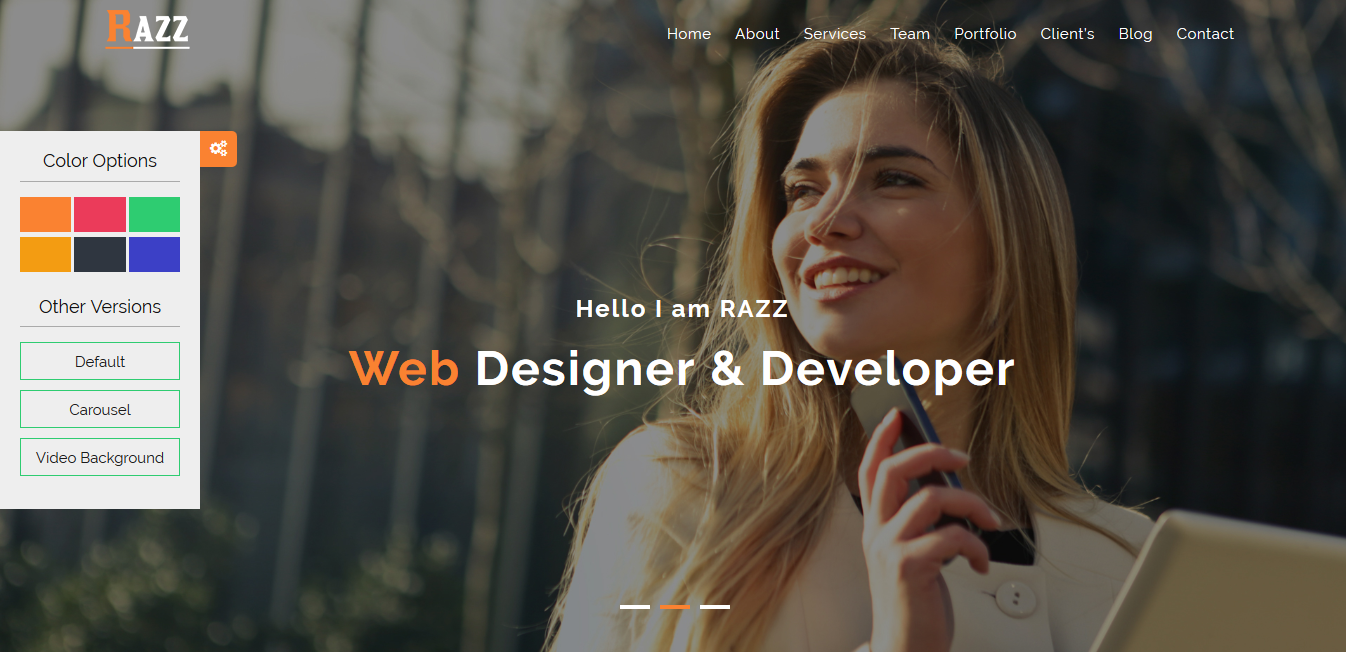 RAZZ
Home About Services Team Portfolio Client's Blog Contact
Color Options
Other Versions
Default
Carousel
Video Background
Hello I am RAZZ
Web Designer & Developer